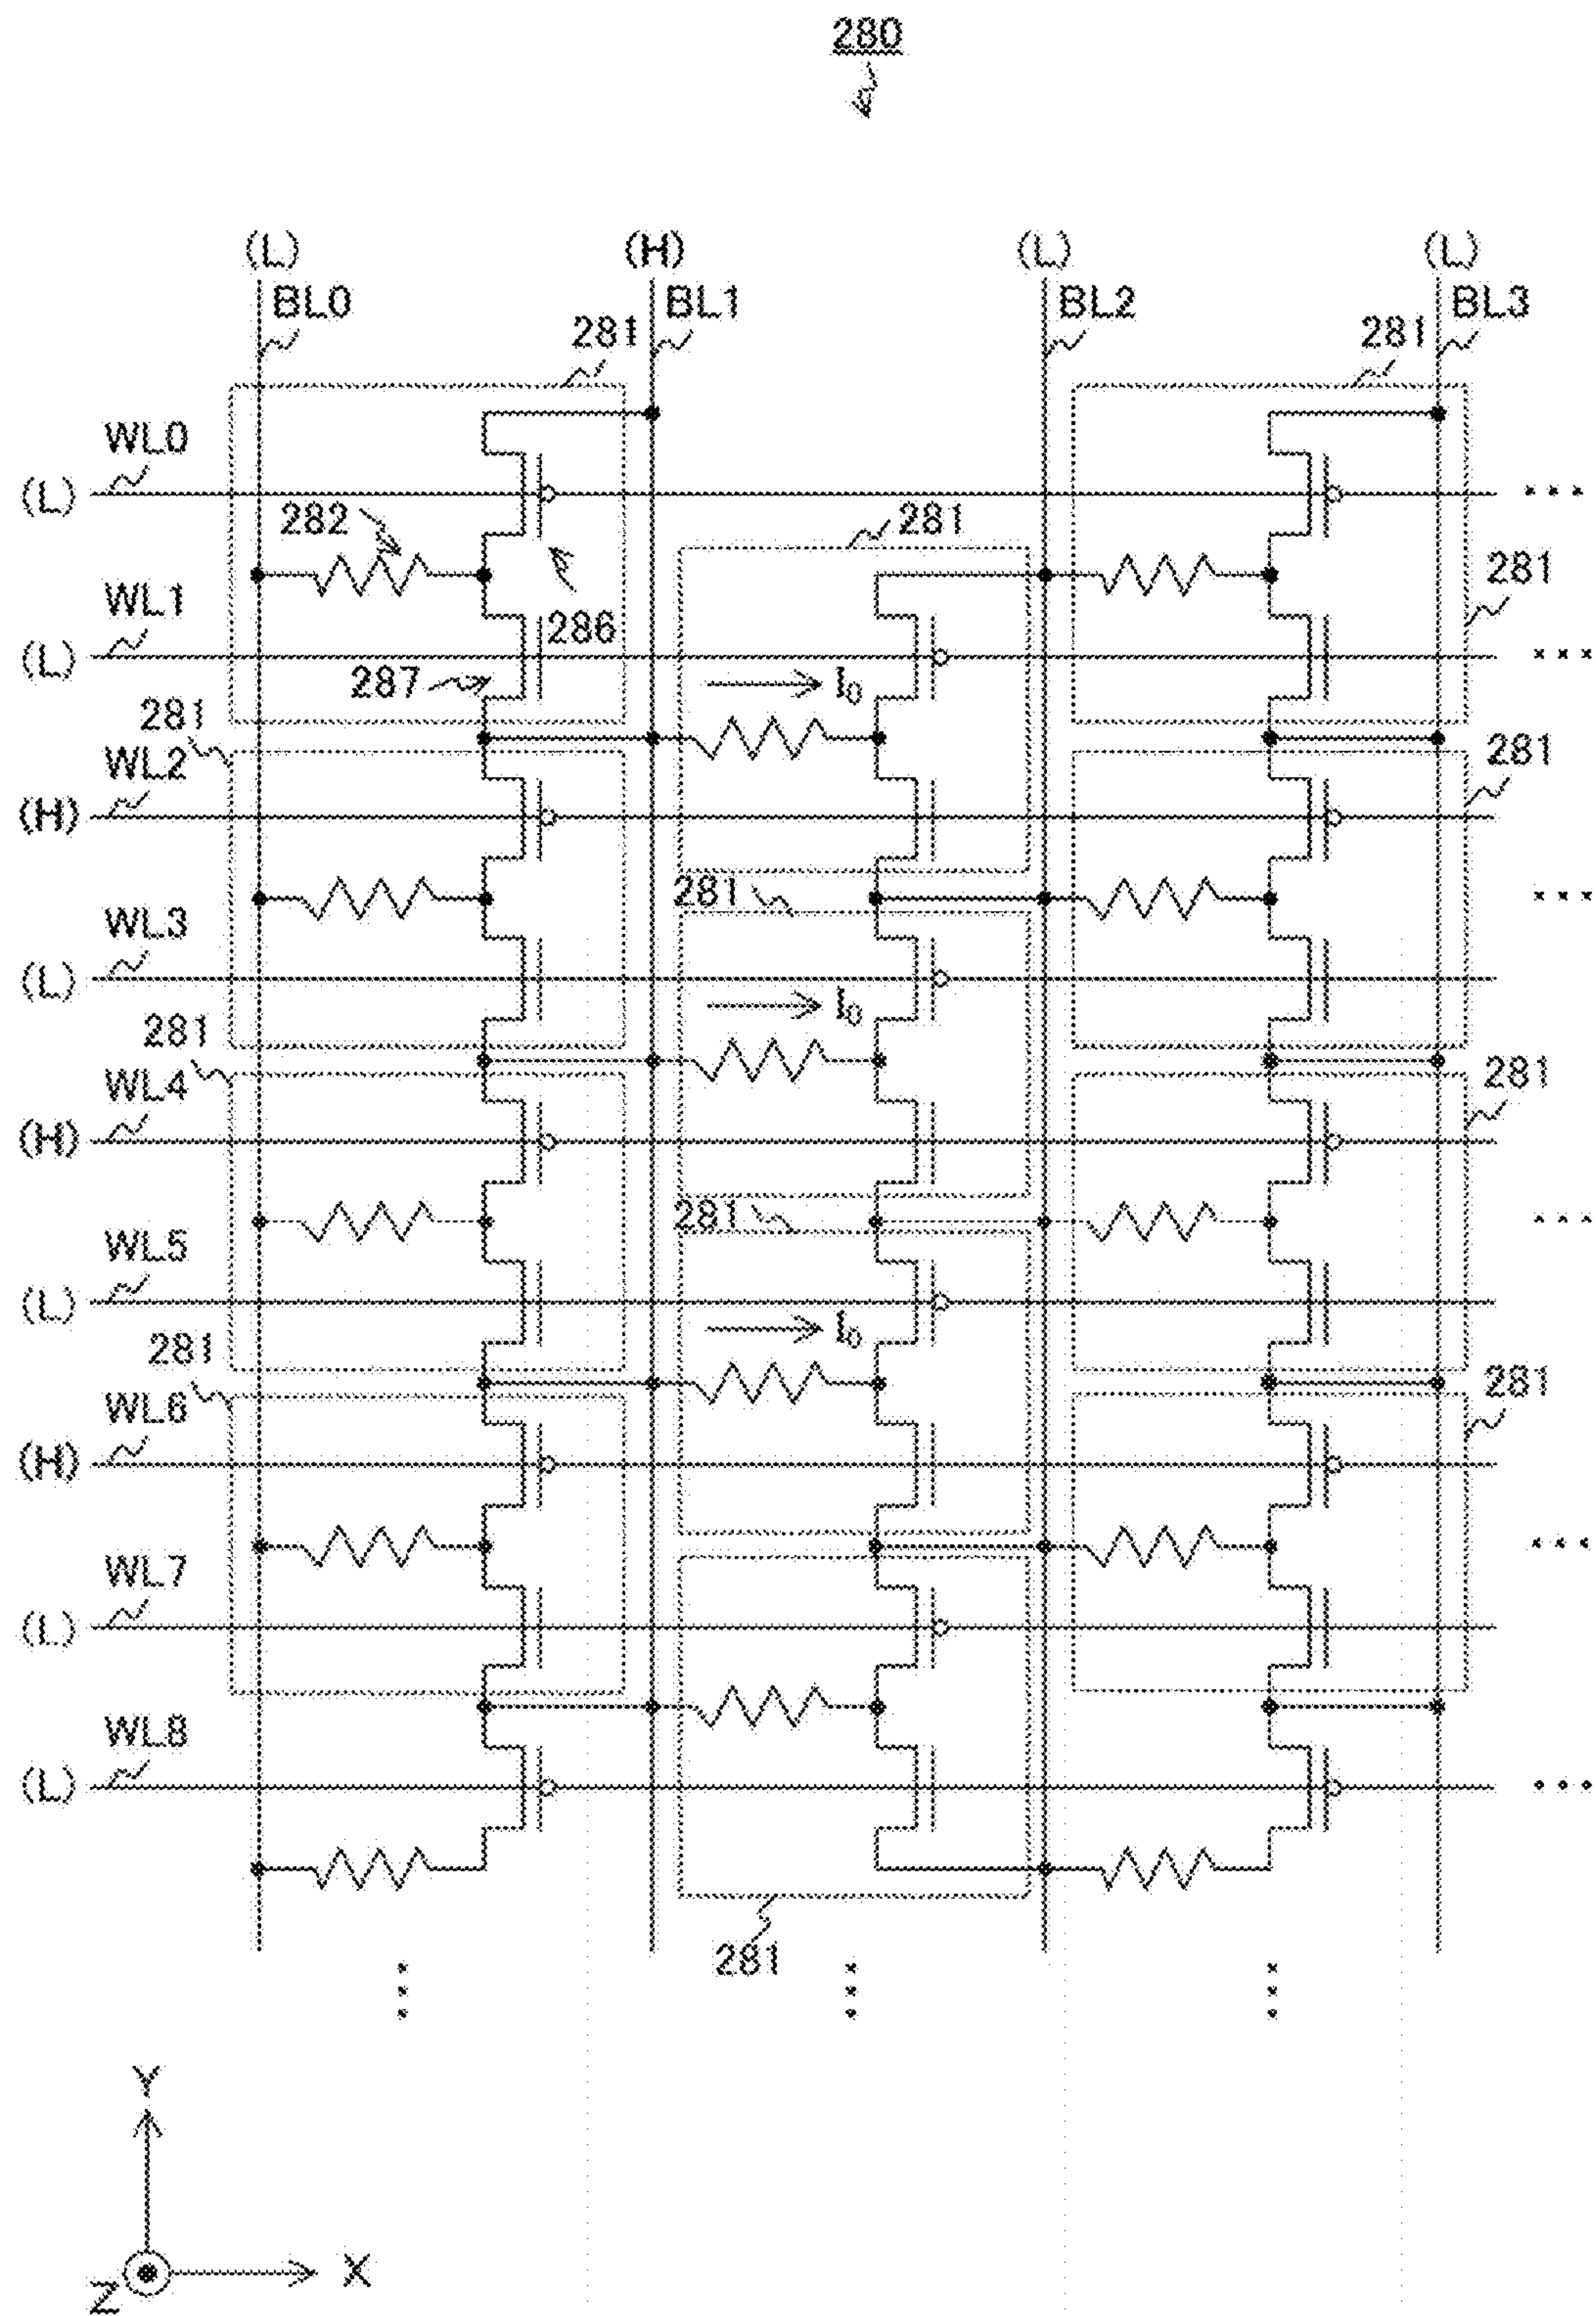 280
(L) (H) (L) (L)
BL0 BL1 BL2 BL3
281 281
WL0
(L) ...
282 281
281
WL1
286
(L) ...
287 I0
281
WL2 281
(H)
281 ...
WL3
(L)
I0
281
WL4 281
(H)
281 ...
WL5
(L)
I0
281
WL6 281
(H)
...
WL7
(L)
WL8
(L) ...
281
Y
Z X